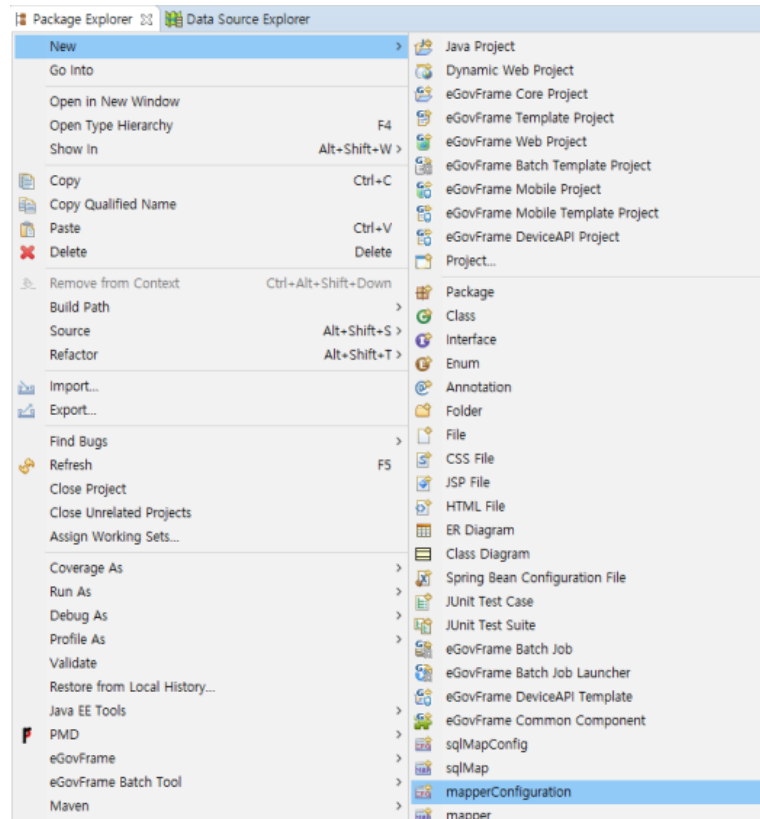 Package Explorer
Data Source Explorer
New
Go Into
Open in New Window
Open Type Hierarchy F4
Show In Alt+Shift+W >
Copy Ctrl+C
Copy Qualified Name
Paste Ctrl+V
Delete Delete
Remove from Context Ctrl+Alt+Shift+Down
Build Path
Source Alt+Shift+S >
Refactor Alt+Shift+T >
Import...
Export...
Find Bugs
Refresh F5
Close Project
Close Unrelated Projects
Assign Working Sets...
Coverage As
Run As
Debug As
Profile As
Validate
Restore from Local History...
Java EE Tools
PMD
eGovFrame
eGovFrame Batch Tool
Maven
Java Project
Dynamic Web Project
eGovFrame Core Project
eGovFrame Template Project
eGovFrame Web Project
eGovFrame Batch Template Project
eGovFrame Mobile Project
eGovFrame Mobile Template Project
eGovFrame DeviceAPI Project
Project...
Package
Class
Interface
Enum
Annotation
Folder
File
CSS File
JSP File
HTML File
ER Diagram
Class Diagram
Spring Bean Configuration File
JUnit Test Case
JUnit Test Suite
eGovFrame Batch Job
eGovFrame Batch Job Launcher
eGovFrame DeviceAPI Template
eGovFrame Common Component
sqlMapConfig
sqlMap
mapperConfiguration
mapper